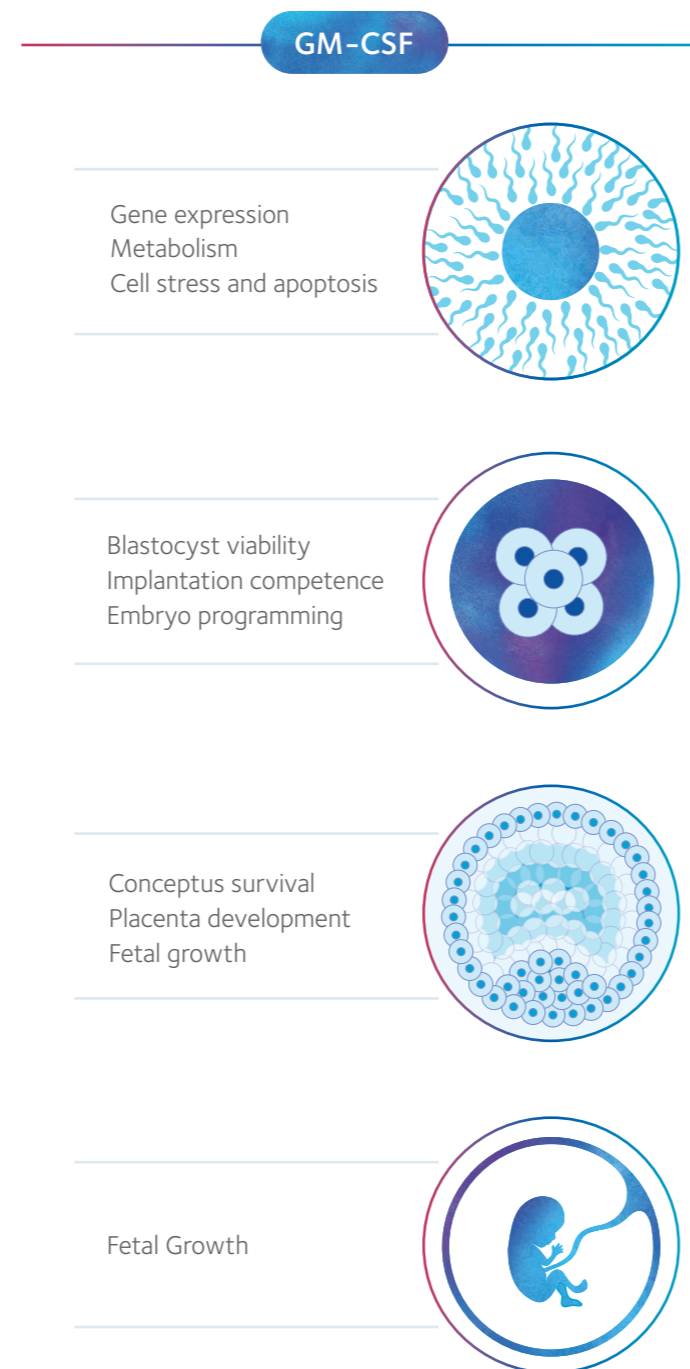 GM-CSF
Gene expression
Metabolism
Cell stress and apoptosis
Blastocyst viability
Implantation competence
Embryo programming
Conceptus survival
Placenta development
Fetal growth
Fetal Growth